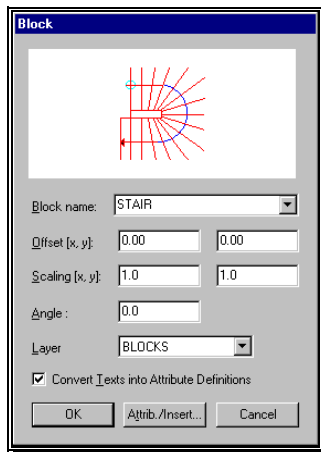 Block
Block name: STAIR
Offset [x, y]: 0.00 0.00
Scaling [x, y]: 1.0 1.0
Angle : 0.0
Layer BLOCKS
Convert Texts into Attribute Definitions
OK Attrib./Insert... Cancel